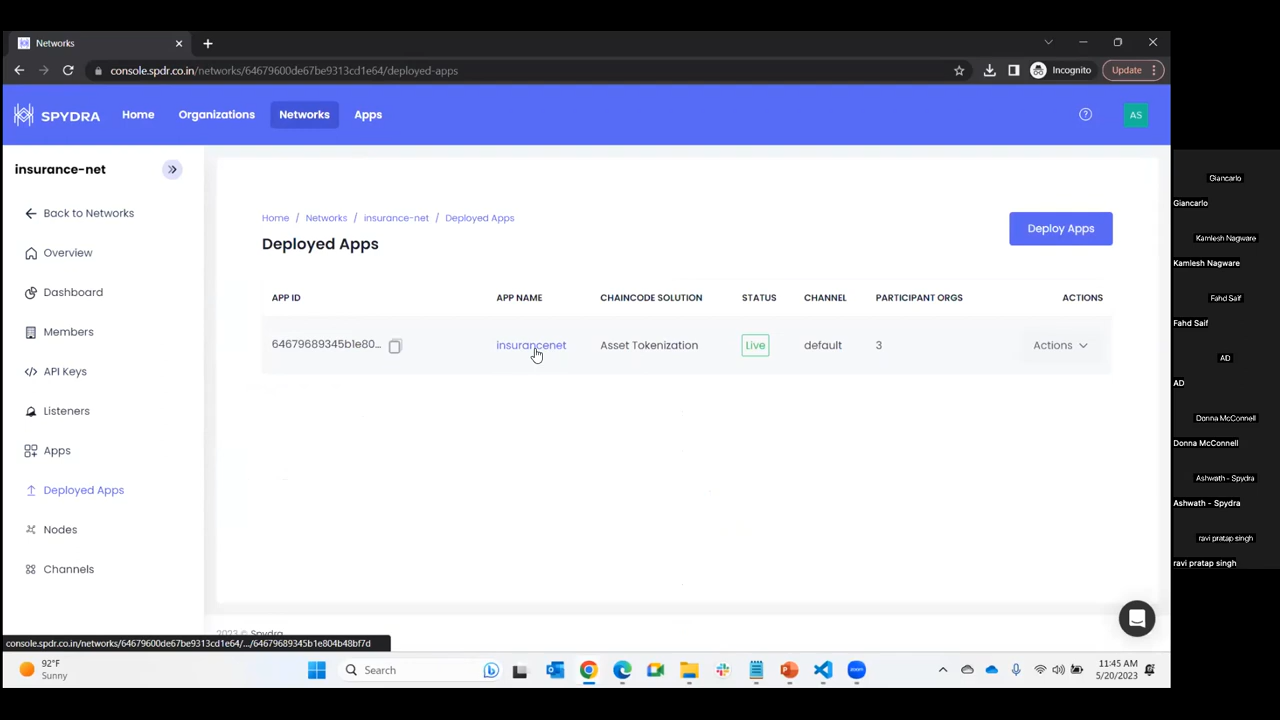 Networks
console.spdr.co.in/networks/64679600de67be9313cd1e64/deployed-apps
Incognito
Update
SPYDRA
Home
Organizations
Networks
Apps
AS
insurance-net
Back to Networks
Overview
Dashboard
Members
API Keys
Listeners
Apps
Deployed Apps
Nodes
Channels
Home / Networks / insurance-net / Deployed Apps
Deployed Apps
Deploy Apps
APP ID APP NAME CHAINCODE SOLUTION STATUS CHANNEL PARTICIPANT ORGS ACTIONS
64679689345b1e80... insurancenet Asset Tokenization Live default 3 Actions
2023 © Spydra
console.spdr.co.in/networks/64679600de67be9313cd1e64/.../64679689345b1e804b48bf7d
92°F
Sunny
Search
11:45 AM
5/20/2023
Giancarlo
Giancarlo
Kamlesh Nagware
Kamlesh Nagware
Fahd Saif
Fahd Saif
AD
AD
Donna McConnell
Donna McConnell
Ashwath - Spydra
Ashwath - Spydra
ravi pratap singh
ravi pratap singh